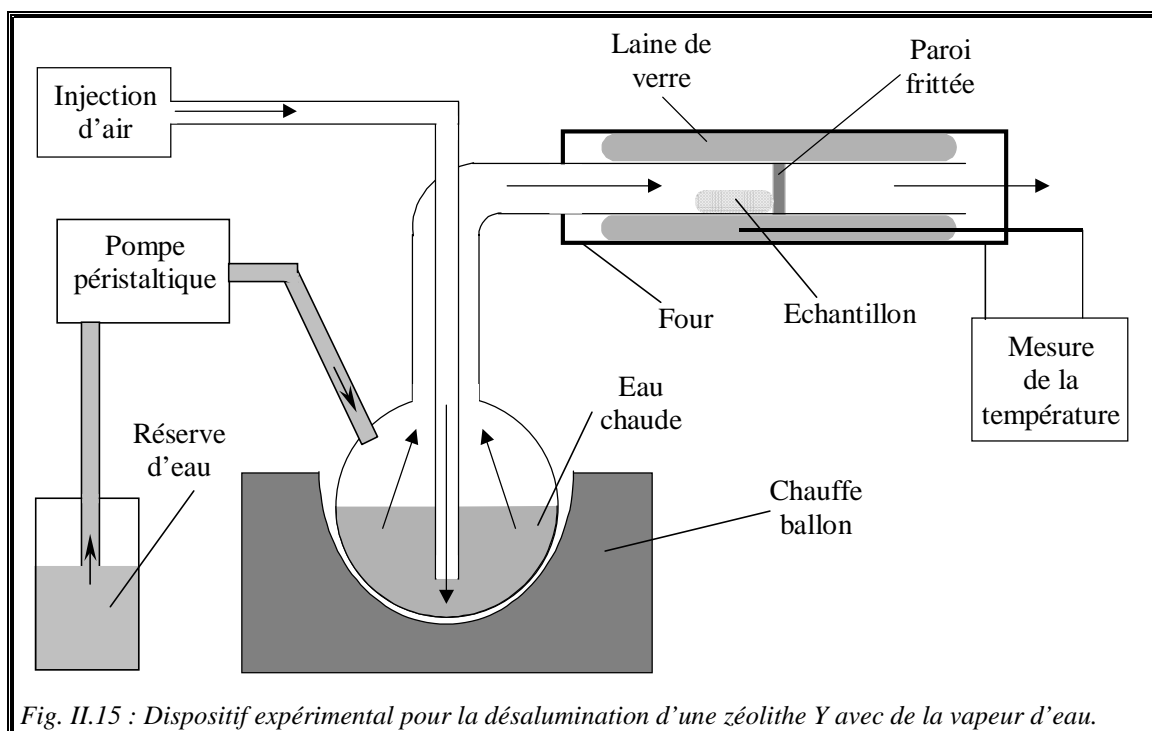 Injection
d'air
Laine de
verre
Paroi
frittée
Pompe
péristaltique
Four
Echantillon
Mesure
de la
température
Réserve
d'eau
Eau
chaude
Chauffe
ballon
Fig. II.15 : Dispositif expérimental pour la désalumination d'une zéolithe Y avec de la vapeur d'eau.